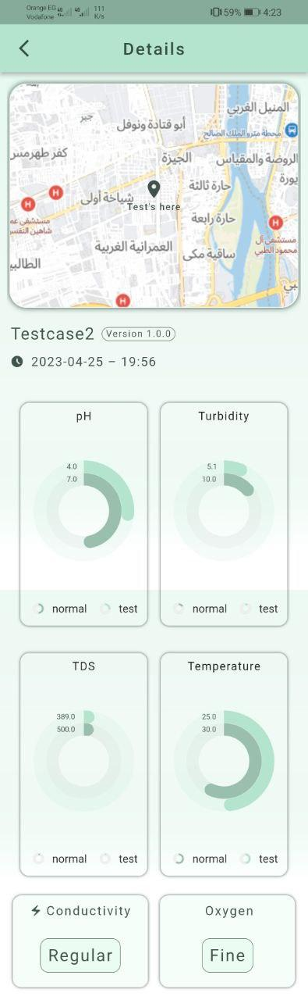 Orange EG 4G 4G 111
Vodafone K/s
59% 4:23
Details
المنيل الغربي
جبر
أبو قتادة ونوفل
محطة مترو الملك الصالح
كفر طهرمس
الجيزة
الروضة والمقياس
حارة ثالثة
شياخة أولى
Test's here
حارة رابعة
مستشفى
شاهين النفسي
مستشفى آل
محمود الطبي
العمرانية الغربية
ساقية مكى
H
H
H
H
Testcase2 Version 1.0.0
2023-04-25 – 19:56
pH
4.0
7.0
normal test
Turbidity
5.1
10.0
normal test
TDS
389.0
500.0
normal test
Temperature
25.0
30.0
normal test
Conductivity
Regular
Oxygen
Fine